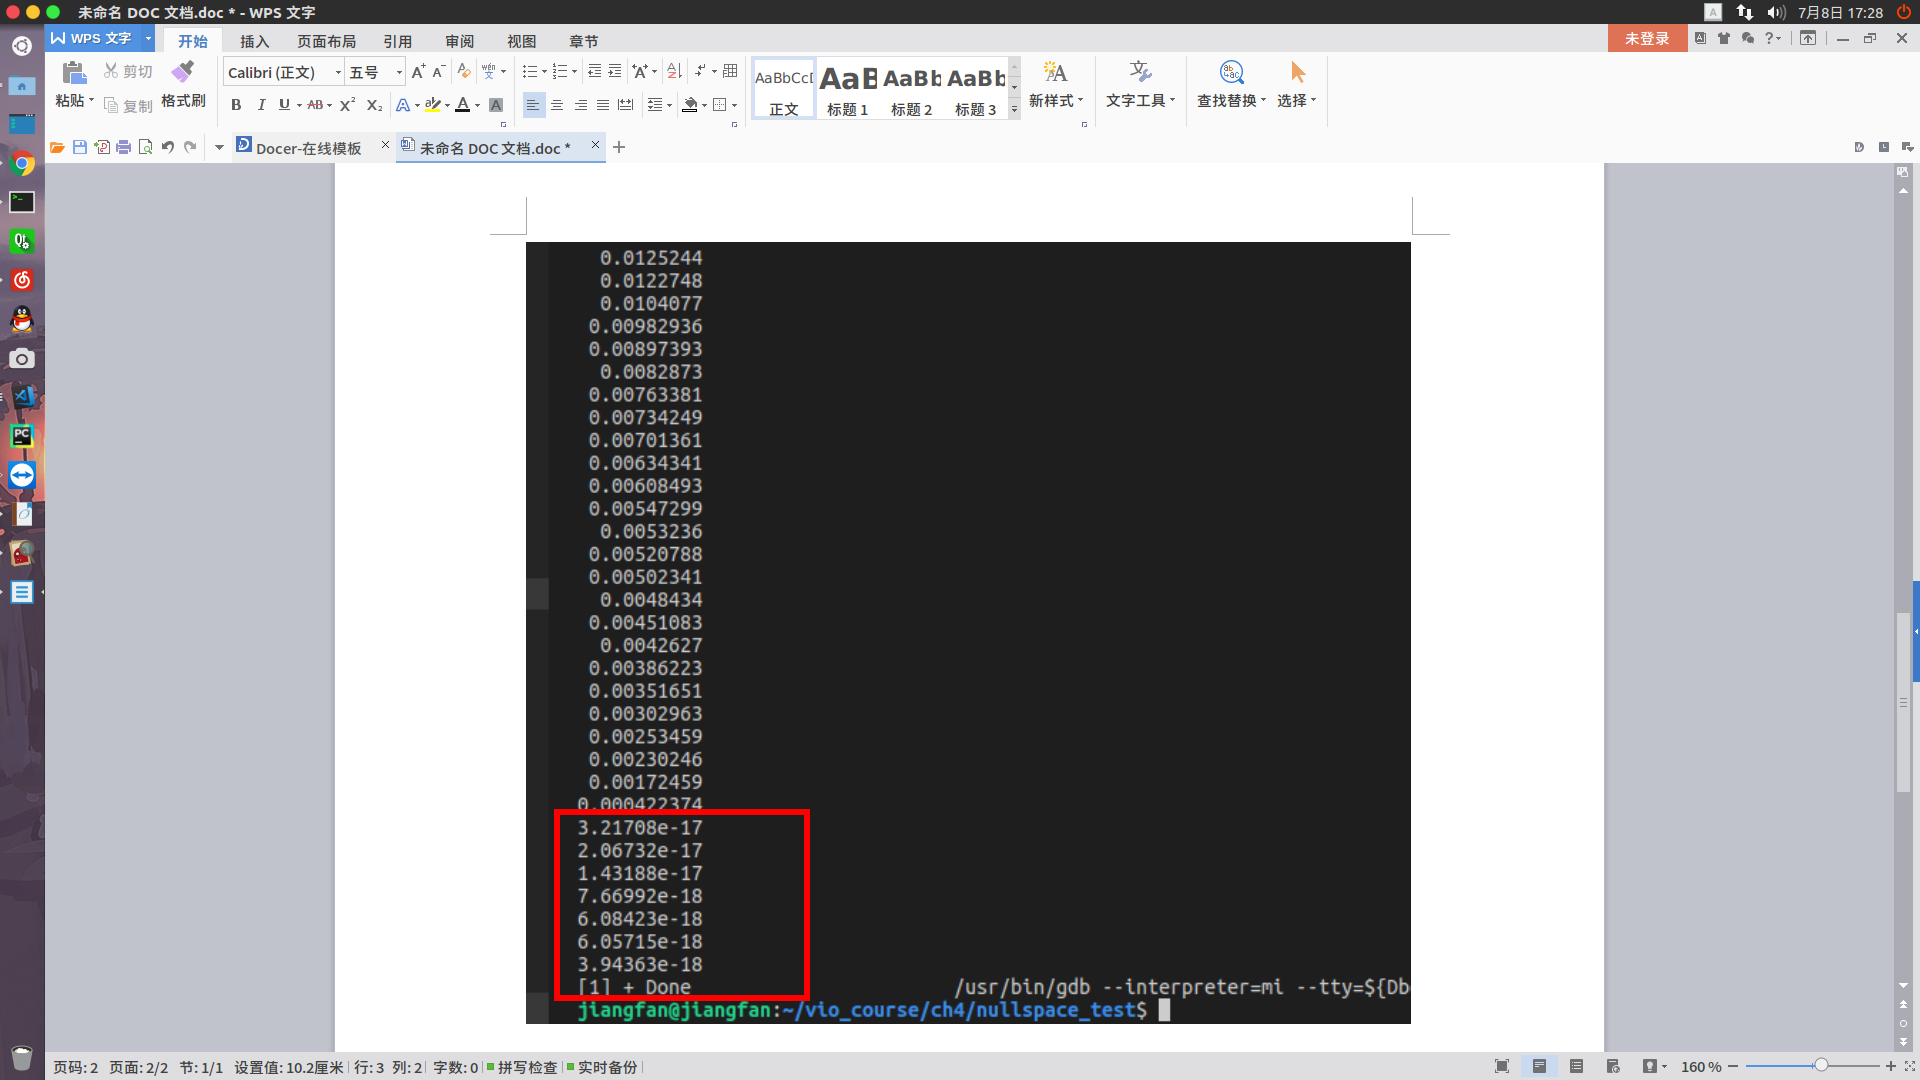 未命名 DOC 文档.doc * - WPS 文字
A
7月8日 17:28
W WPS 文字
开始 插入 页面布局 引用 审阅 视图 章节
未登录
粘贴 剪切 复制 格式刷
Calibri (正文) 五号
B I U AB X² X₂ A A A
AaBbCcD AaB AaBb AaBb
正文 标题 1 标题 2 标题 3
新样式 文字工具 查找替换 选择
Docer-在线模板 × 未命名 DOC 文档.doc * × +
0.0125244
0.0122748
0.0104077
0.00982936
0.00897393
0.0082873
0.00763381
0.00734249
0.00701361
0.00634341
0.00608493
0.00547299
0.0053236
0.00520788
0.00502341
0.0048434
0.00451083
0.0042627
0.00386223
0.00351651
0.00302963
0.00253459
0.00230246
0.00172459
0.000422374
3.21708e-17
2.06732e-17
1.43188e-17
7.66992e-18
6.08423e-18
6.05715e-18
3.94363e-18
[1] + Done /usr/bin/gdb --interpreter=mi --tty=${Db
jiangfan@jiangfan:~/vio_course/ch4/nullspace_test$
页码: 2 页面: 2/2 节: 1/1 设置值: 10.2厘米 行: 3 列: 2 字数: 0 拼写检查 实时备份
160 % − +